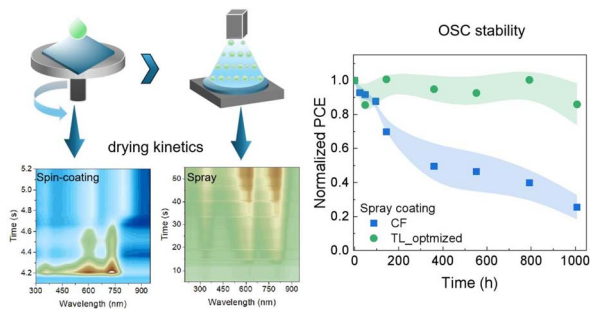 OSC stability
drying kinetics
Spin-coating
Time (s)
5.2
5.0
4.8
4.6
4.4
4.2
300 450 600 750 900
Wavelength (nm)
Spray
Time (s)
60
50
40
30
20
10
300 450 600 750 900
Wavelength (nm)
Normalized PCE
1.0
0.8
0.6
0.4
0.2
0.0
Spray coating
CF
TL_optmized
0 200 400 600 800 1000
Time (h)